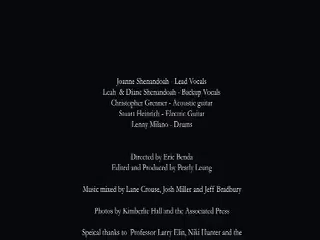 Joanne Shenandoah - Lead Vocals
Leah & Diane Shenandoah - Backup Vocals
Christopher Grenner - Acoustic guitar
Stuart Heinrich - Electric Guitar
Lenny Milano - Drums
Directed by Eric Benda
Edited and Produced by Pearly Leung
Music mixed by Lane Crouse, Josh Miller and Jeff Bradbury
Photos by Kimberlie Hall and the Associated Press
Speical thanks to Professor Larry Elin, Niki Hunter and the